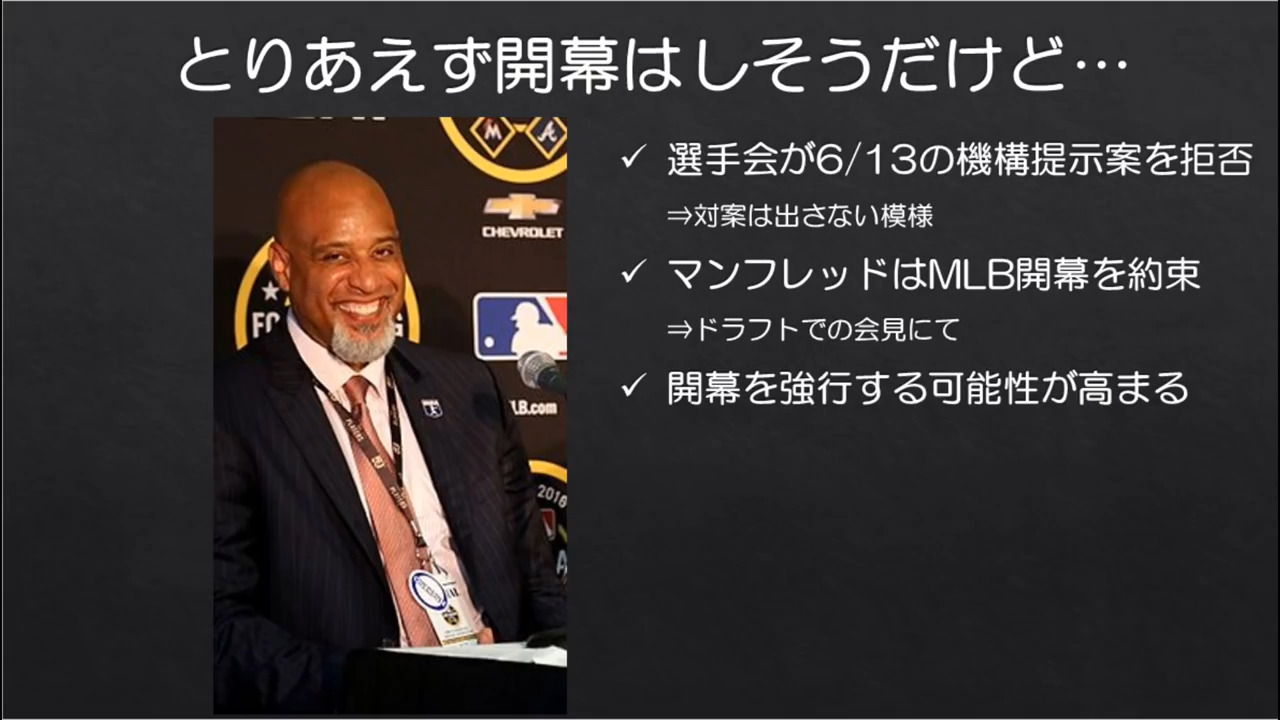 とりあえず開幕はしそうだけど…
✓ 選手会が6/13の機構提示案を拒否
⇒対案は出さない模様
✓ マンフレッドはMLB開幕を約束
⇒ドラフトでの会見にて
✓ 開幕を強行する可能性が高まる
CHEVROLET
FC
G
LB.com
2016